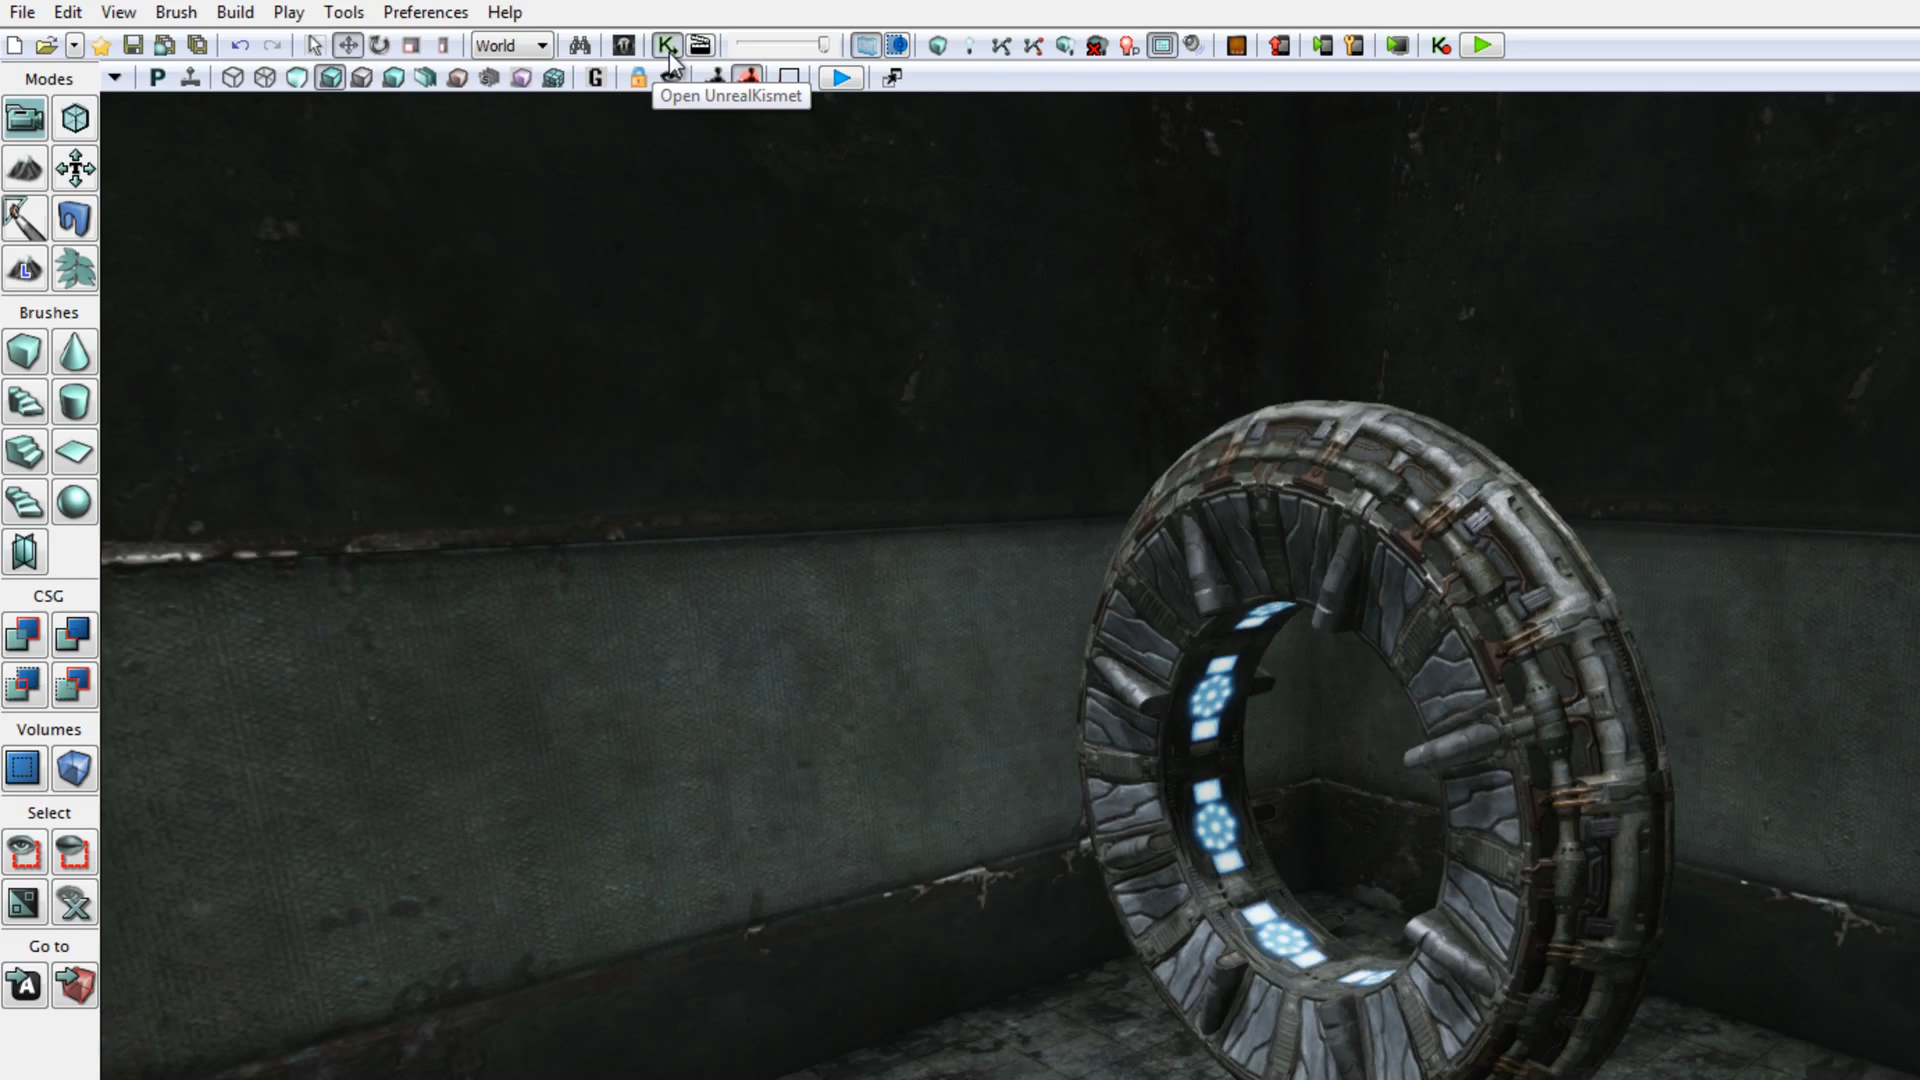 File Edit View Brush Build Play Tools Preferences Help
World
K
K
Modes
P
G
Open UnrealKismet
T
L
Brushes
CSG
Volumes
Select
Go to
A